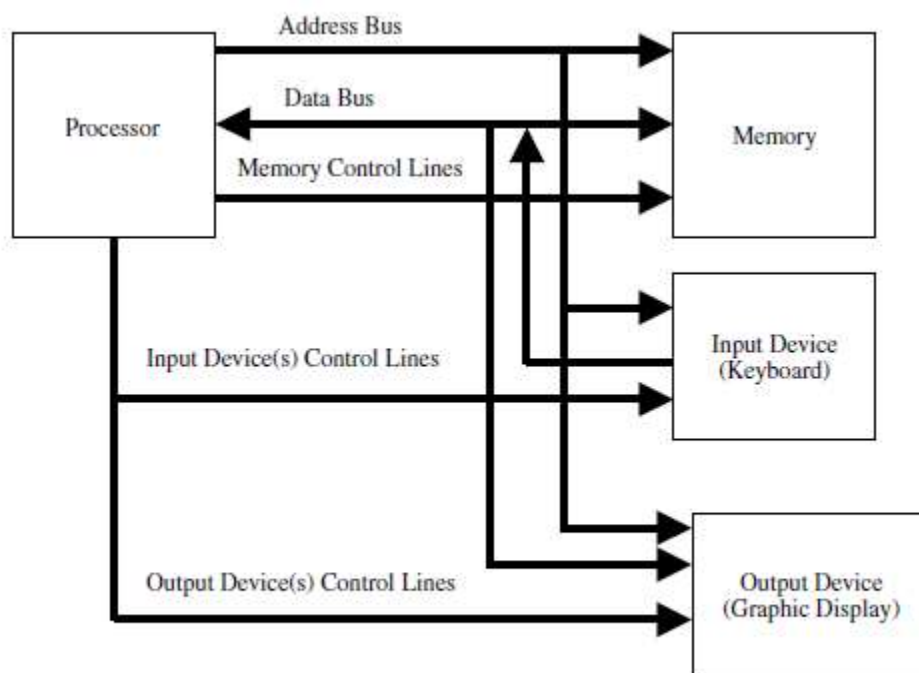 Address Bus
Data Bus
Processor
Memory
Memory Control Lines
Input Device(s) Control Lines
Input Device
(Keyboard)
Output Device(s) Control Lines
Output Device
(Graphic Display)